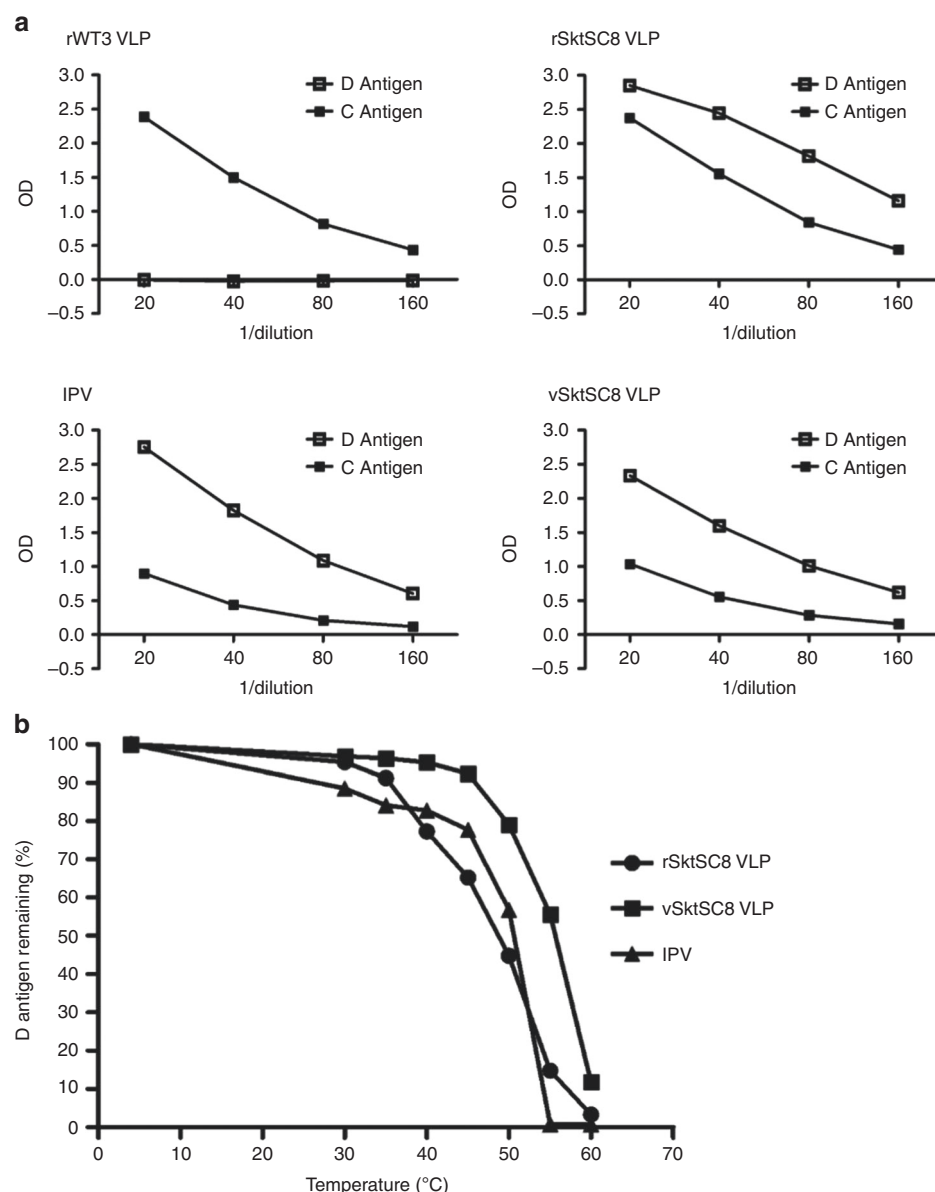 a
rWT3 VLP
3.0
2.5
2.0
1.5
1.0
0.5
0.0
–0.5
OD
D Antigen
C Antigen
20 40 80 160
1/dilution
rSktSC8 VLP
3.0
2.5
2.0
1.5
1.0
0.5
0.0
–0.5
OD
D Antigen
C Antigen
20 40 80 160
1/dilution
IPV
3.0
2.5
2.0
1.5
1.0
0.5
0.0
–0.5
OD
D Antigen
C Antigen
20 40 80 160
1/dilution
vSktSC8 VLP
3.0
2.5
2.0
1.5
1.0
0.5
0.0
–0.5
OD
D Antigen
C Antigen
20 40 80 160
1/dilution
b
100
90
80
70
60
50
40
30
20
10
0
D antigen remaining (%)
rSktSC8 VLP
vSktSC8 VLP
IPV
0 10 20 30 40 50 60 70
Temperature (°C)